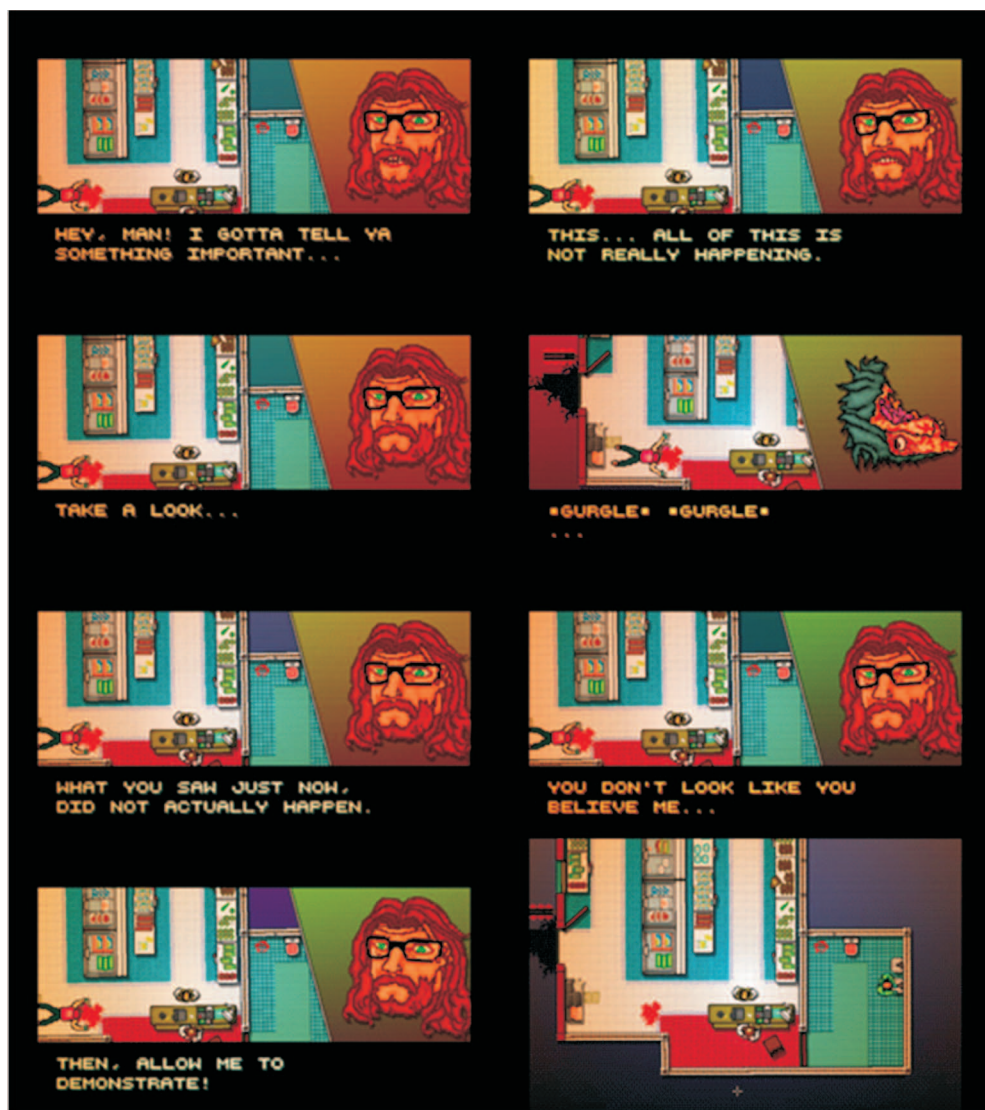 HEY, MAN! I GOTTA TELL YA
SOMETHING IMPORTANT...
THIS... ALL OF THIS IS
NOT REALLY HAPPENING.
TAKE A LOOK...
*GURGLE* *GURGLE*
...
WHAT YOU SAW JUST NOW,
DID NOT ACTUALLY HAPPEN.
YOU DON'T LOOK LIKE YOU
BELIEVE ME...
THEN, ALLOW ME TO
DEMONSTRATE!